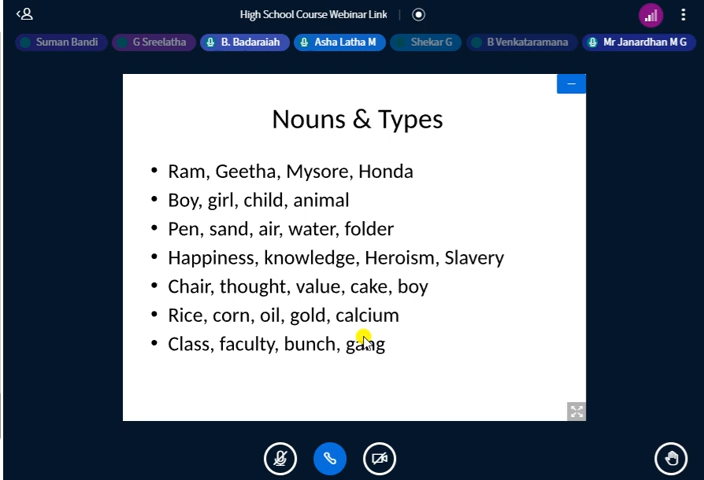 High School Course Webinar Link
Suman Bandi G Sreelatha B. Badaraiah Asha Latha M Shekar G B Venkataramana Mr Janardhan M G
Nouns & Types
• Ram, Geetha, Mysore, Honda
• Boy, girl, child, animal
• Pen, sand, air, water, folder
• Happiness, knowledge, Heroism, Slavery
• Chair, thought, value, cake, boy
• Rice, corn, oil, gold, calcium
• Class, faculty, bunch, gang